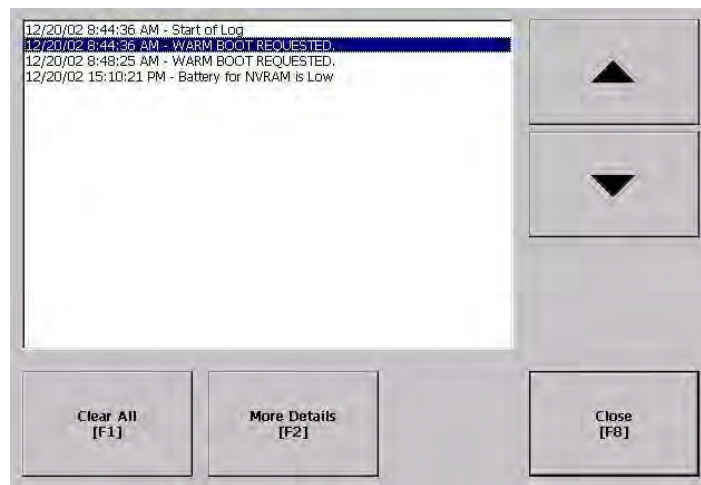 12/20/02 8:44:36 AM - Start of Log
12/20/02 8:44:36 AM - WARM BOOT REQUESTED.
12/20/02 8:48:25 AM - WARM BOOT REQUESTED.
12/20/02 15:10:21 PM - Battery for NVRAM is Low
Clear All
[F1]
More Details
[F2]
Close
[F8]